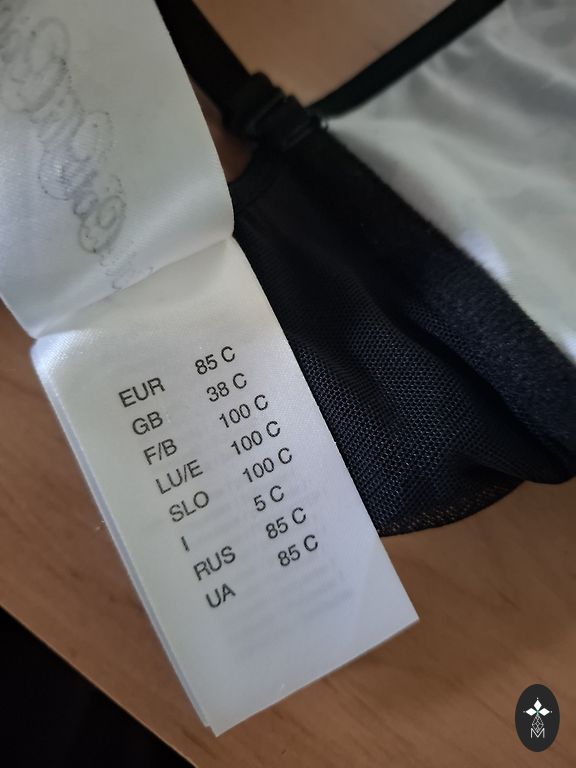 EUR 85 C
GB 38 C
F/B 100 C
LU/E 100 C
SLO 100 C
I 5 C
RUS 85 C
UA 85 C
M